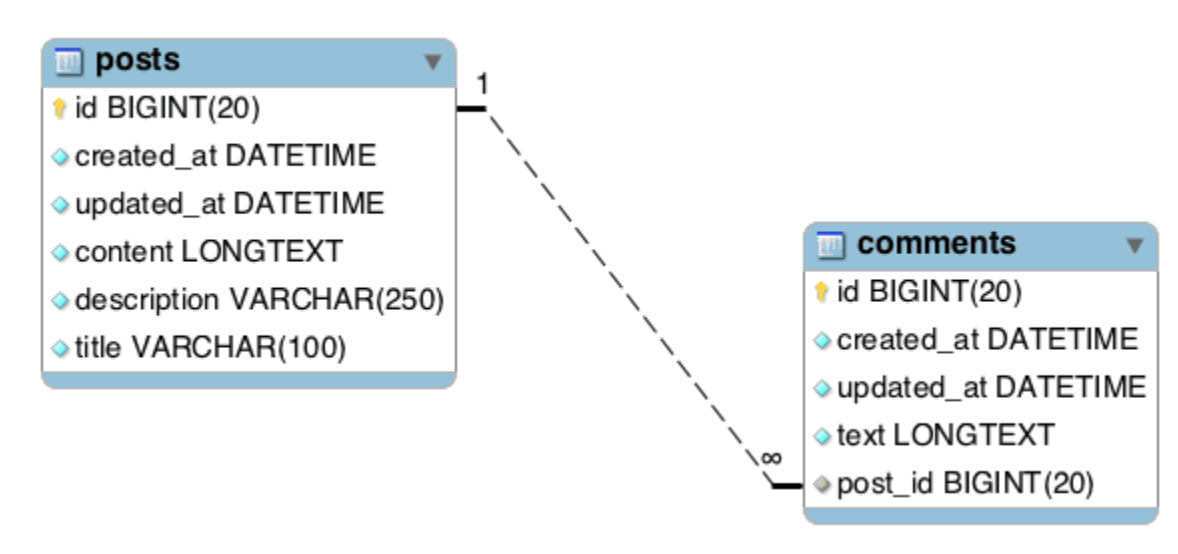 posts
id BIGINT(20)
created_at DATETIME
updated_at DATETIME
content LONGTEXT
description VARCHAR(250)
title VARCHAR(100)
1
∞
comments
id BIGINT(20)
created_at DATETIME
updated_at DATETIME
text LONGTEXT
post_id BIGINT(20)